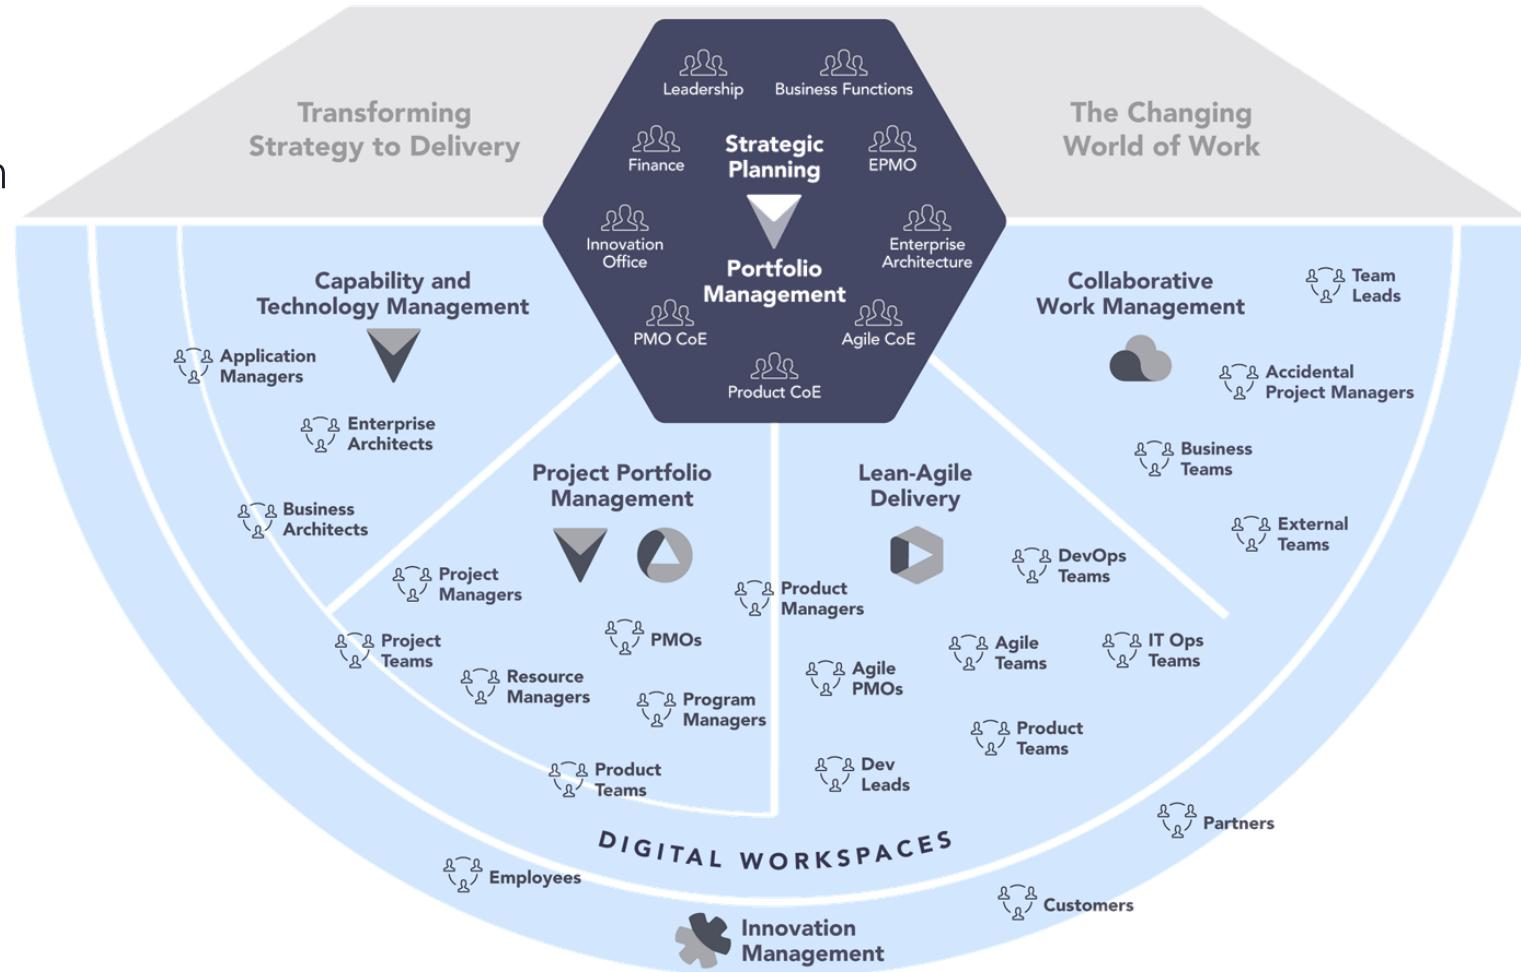 Transforming
Strategy to Delivery
The Changing
World of Work
n
Leadership
Business Functions
Finance
Strategic
Planning
EPMO
Innovation
Office
Enterprise
Architecture
Portfolio
Management
PMO CoE
Agile CoE
Product CoE
Capability and
Technology Management
Application
Managers
Enterprise
Architects
Business
Architects
Project Portfolio
Management
Project
Managers
Project
Teams
PMOs
Resource
Managers
Program
Managers
Product
Teams
Product
Managers
Lean-Agile
Delivery
DevOps
Teams
Agile
Teams
IT Ops
Teams
Agile
PMOs
Product
Teams
Dev
Leads
Collaborative
Work Management
Team
Leads
Accidental
Project Managers
Business
Teams
External
Teams
DIGITAL WORKSPACES
Employees
Partners
Customers
Innovation
Management